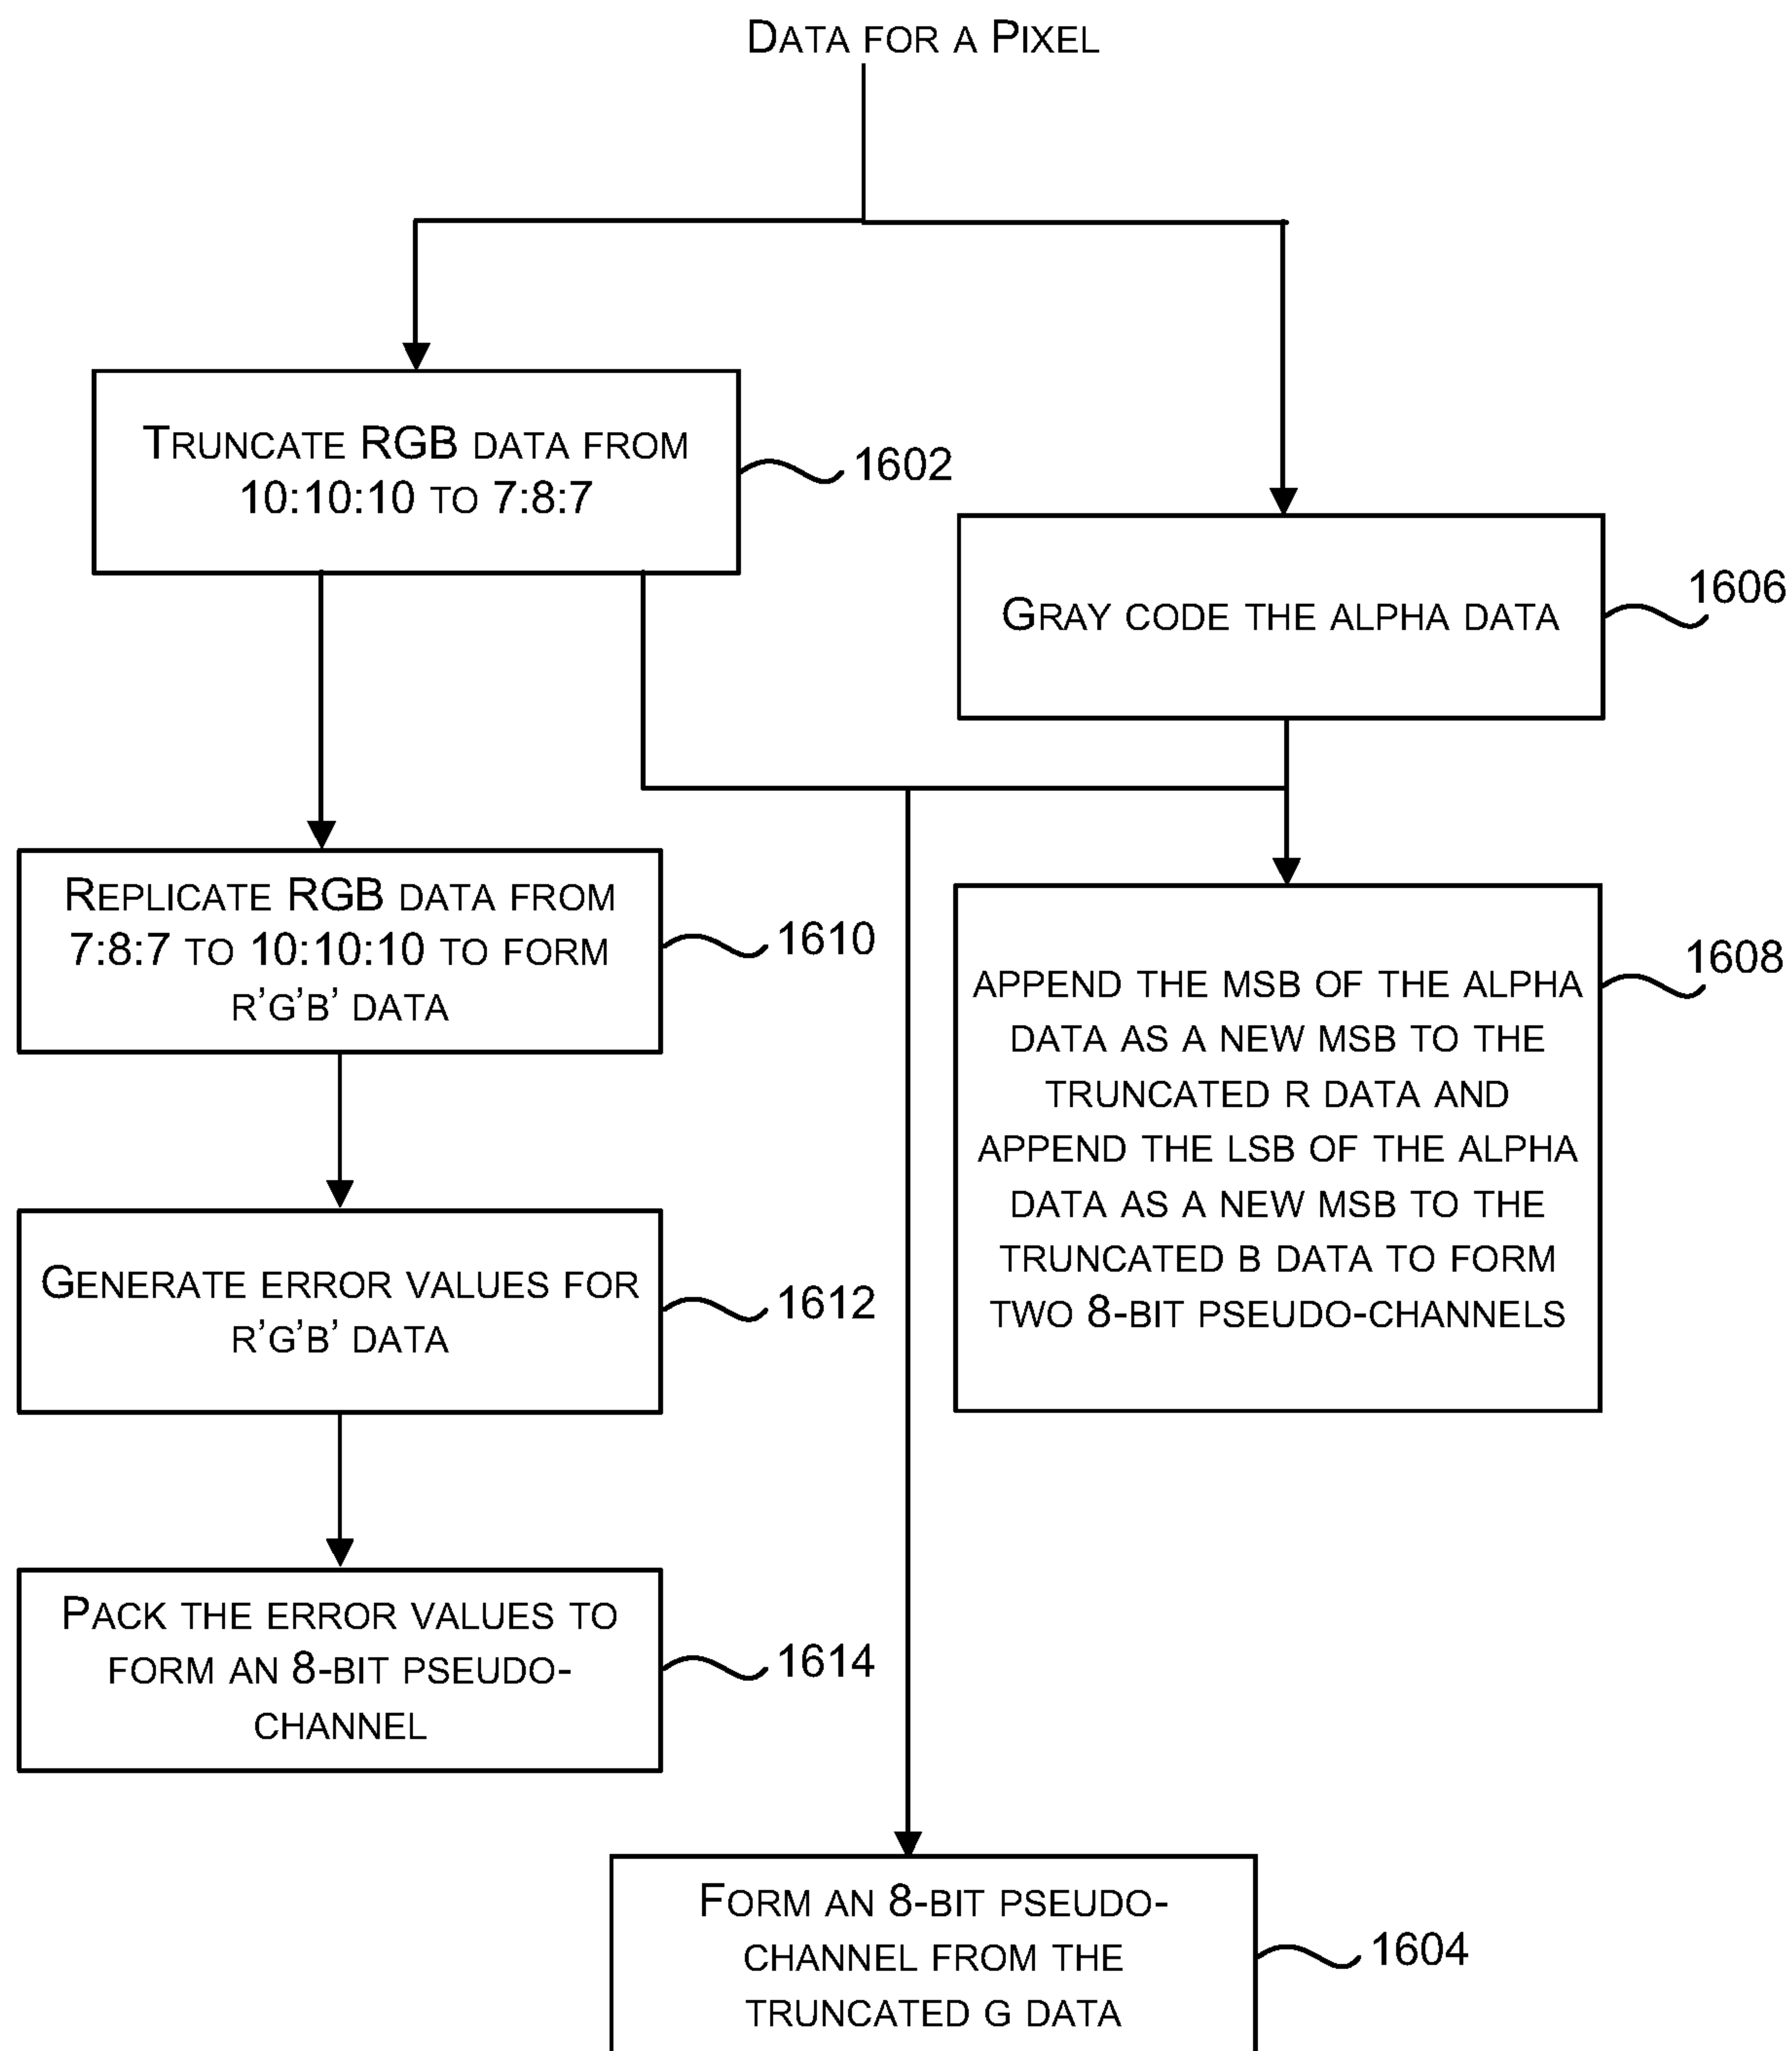 DATA FOR A PIXEL
TRUNCATE RGB DATA FROM
10:10:10 TO 7:8:7
1602
GRAY CODE THE ALPHA DATA
1606
REPLICATE RGB DATA FROM
7:8:7 TO 10:10:10 TO FORM
R'G'B' DATA
1610
APPEND THE MSB OF THE ALPHA
DATA AS A NEW MSB TO THE
TRUNCATED R DATA AND
APPEND THE LSB OF THE ALPHA
DATA AS A NEW MSB TO THE
TRUNCATED B DATA TO FORM
TWO 8-BIT PSEUDO-CHANNELS
1608
GENERATE ERROR VALUES FOR
R'G'B' DATA
1612
PACK THE ERROR VALUES TO
FORM AN 8-BIT PSEUDO-
CHANNEL
1614
FORM AN 8-BIT PSEUDO-
CHANNEL FROM THE
TRUNCATED G DATA
1604